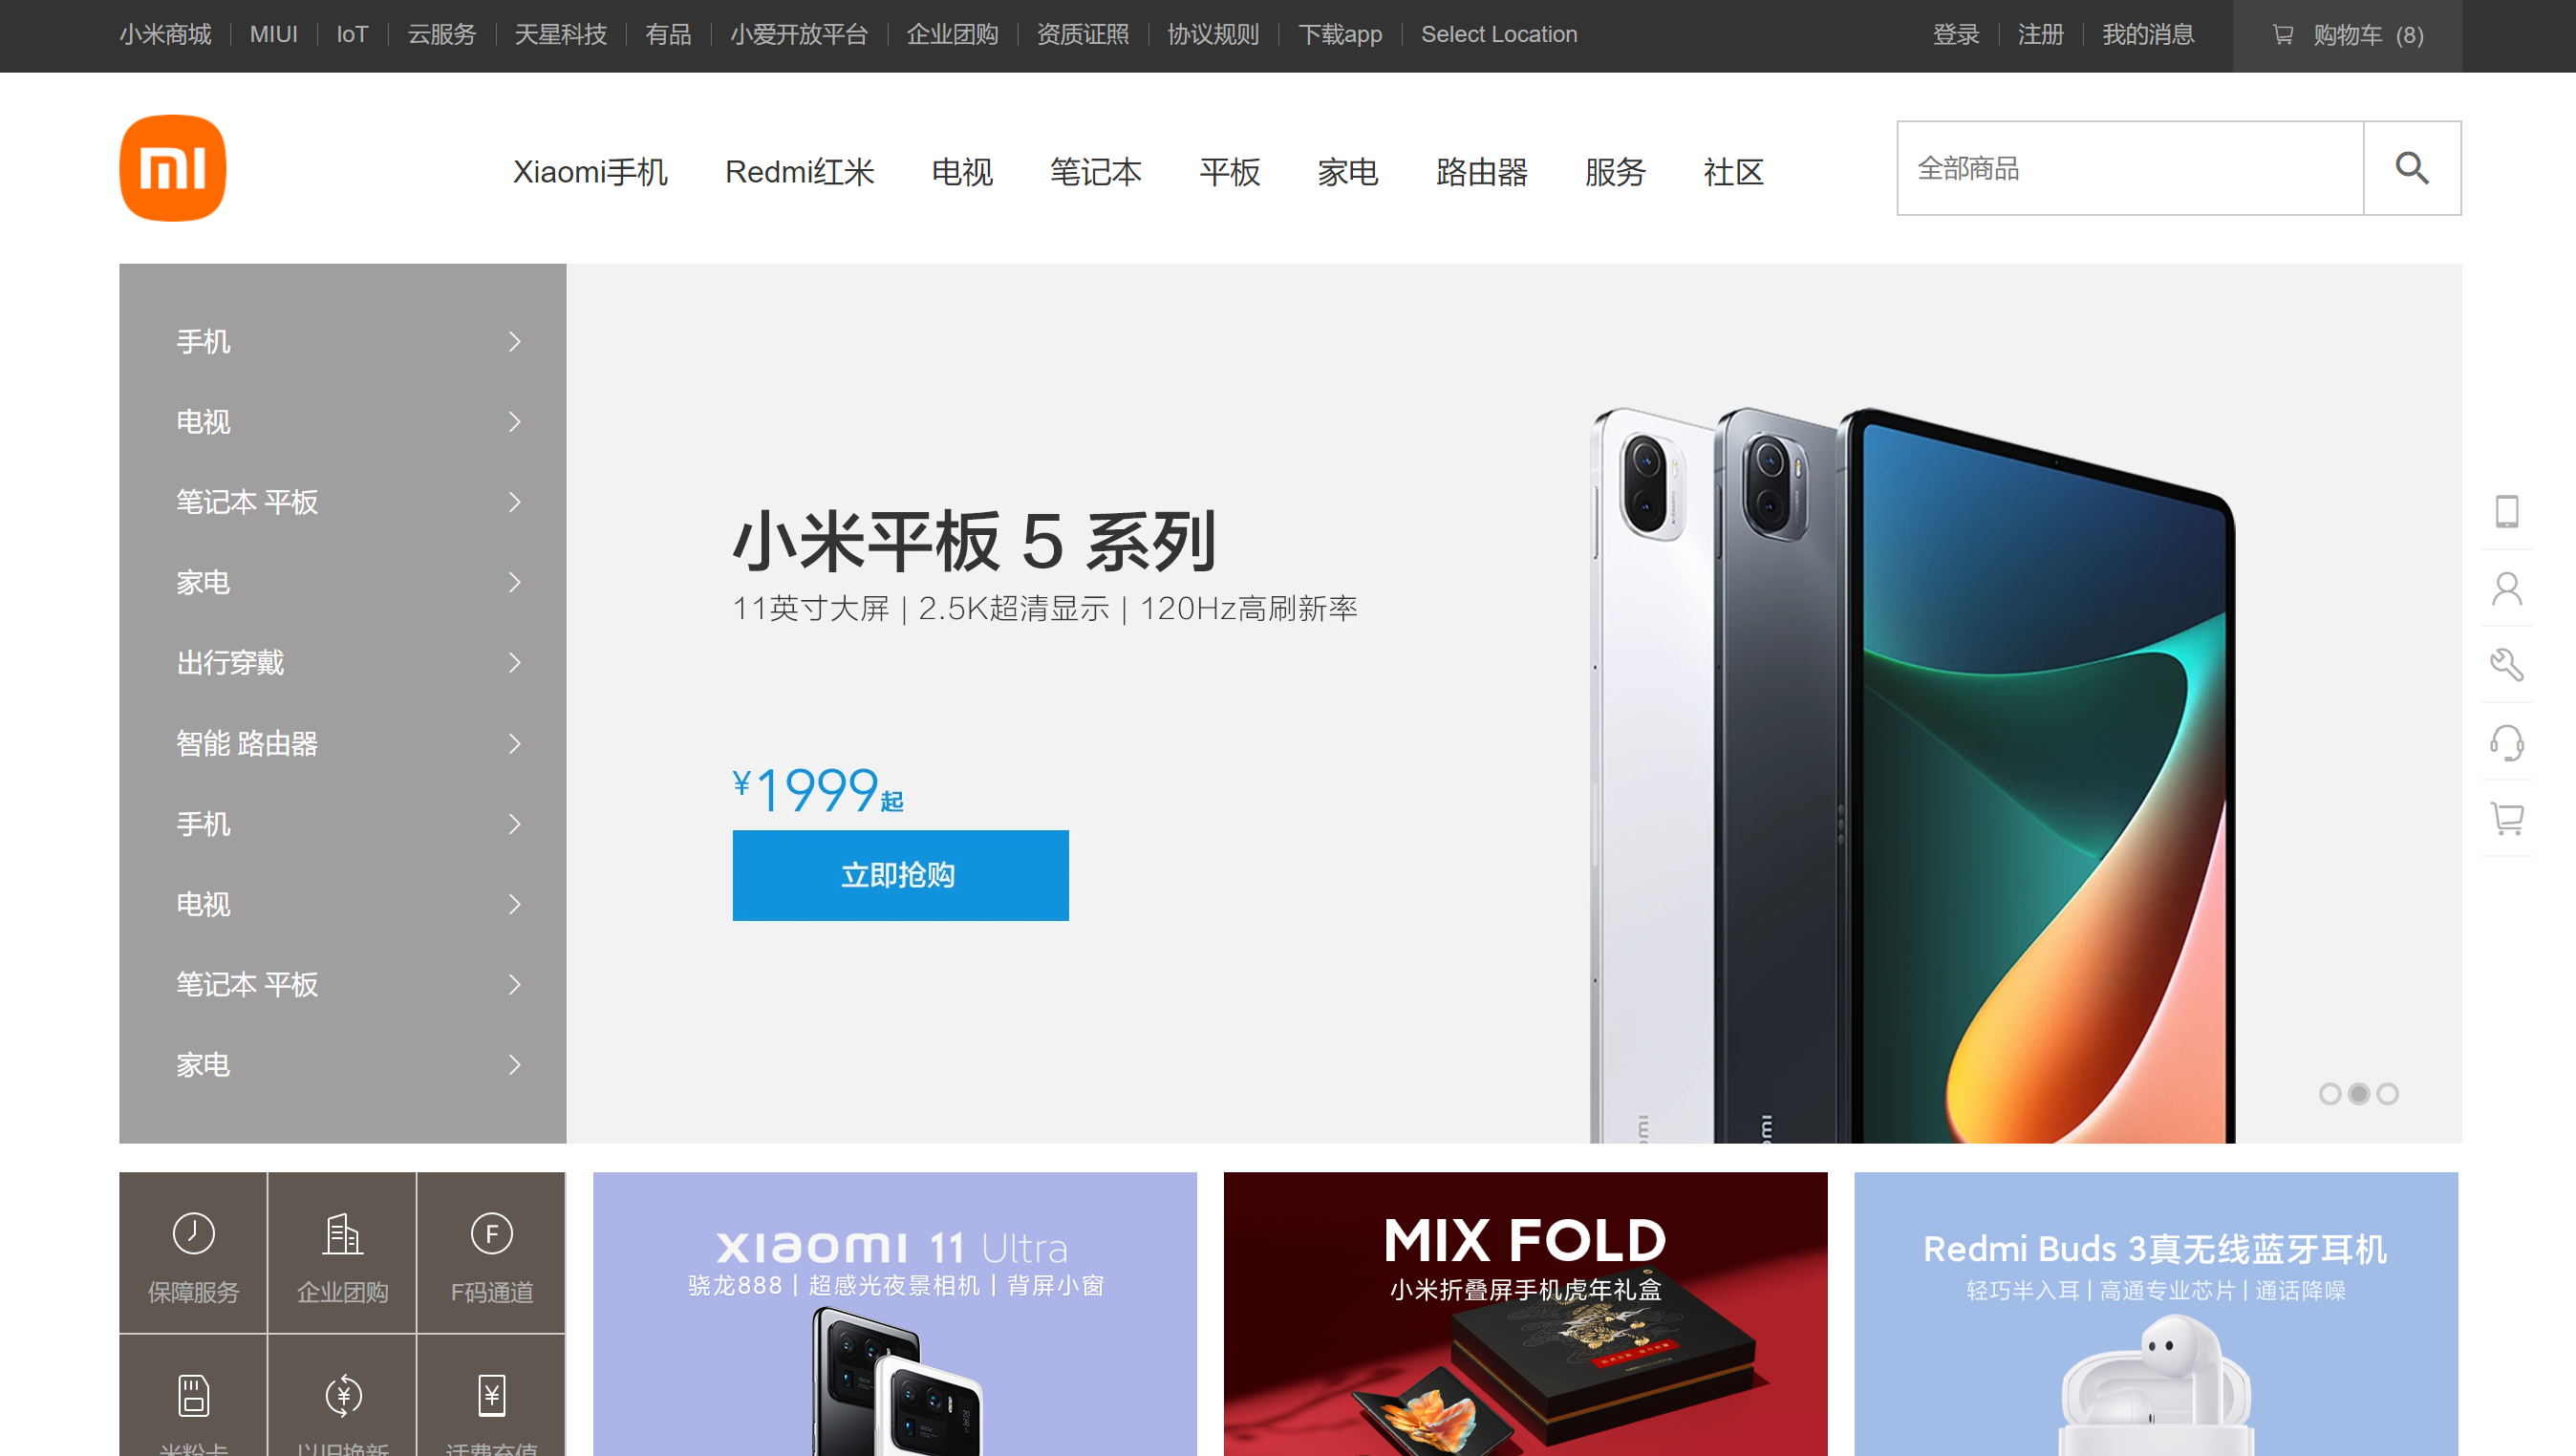 小米商城 MIUI IoT 云服务 天星科技 有品 小爱开放平台 企业团购 资质证照 协议规则 下载app Select Location 登录 注册 我的消息 购物车 (8)
mi Xiaomi手机 Redmi红米 电视 笔记本 平板 家电 路由器 服务 社区 全部商品
手机
电视
笔记本 平板
家电
出行穿戴
智能 路由器
手机
电视
笔记本 平板
家电
小米平板 5 系列
11英寸大屏 | 2.5K超清显示 | 120Hz高刷新率
¥1999起
立即抢购
保障服务 企业团购 F码通道
米粉卡 以旧换新 话费充值
xiaomi 11 Ultra
骁龙888 | 超感光夜景相机 | 背屏小窗
MIX FOLD
小米折叠屏手机虎年礼盒
Redmi Buds 3真无线蓝牙耳机
轻巧半入耳 | 高通专业芯片 | 通话降噪